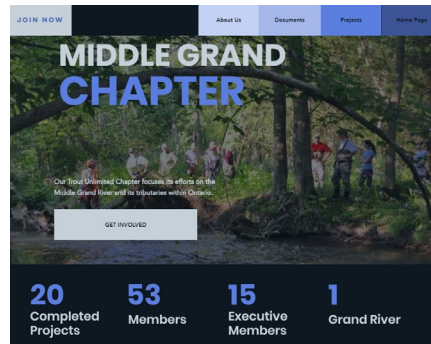 JOIN NOW
About Us
Documents
Projects
Home Page
MIDDLE GRAND
CHAPTER
Our Trout Unlimited Chapter focuses its efforts on the
Middle Grand River and its tributaries within Ontario.
GET INVOLVED
20
Completed
Projects
53
Members
15
Executive
Members
1
Grand River